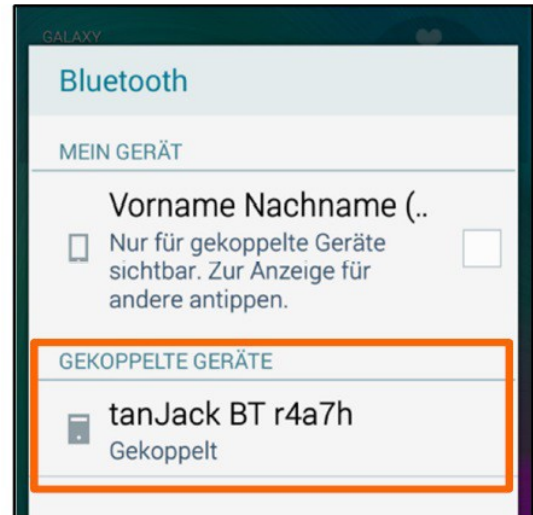 GALAXY
Bluetooth
MEIN GERÄT
Vorname Nachname (..
Nur für gekoppelte Geräte
sichtbar. Zur Anzeige für
andere antippen.
GEKOPPELTE GERÄTE
tanJack BT r4a7h
Gekoppelt